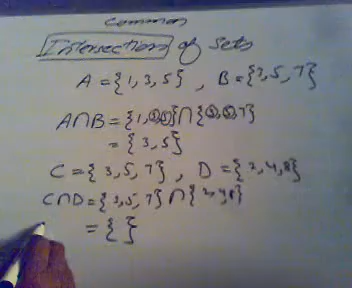 common
Intersection of sets
A = {1, 3, 5} , B = {3, 5, 7}
A∩B = {1, 3, 5} ∩ {3, 5, 7}
= {3, 5}
C = {3, 5, 7} , D = {2, 4, 8}
C∩D = {3, 5, 7} ∩ {2, 4, 8}
= { }